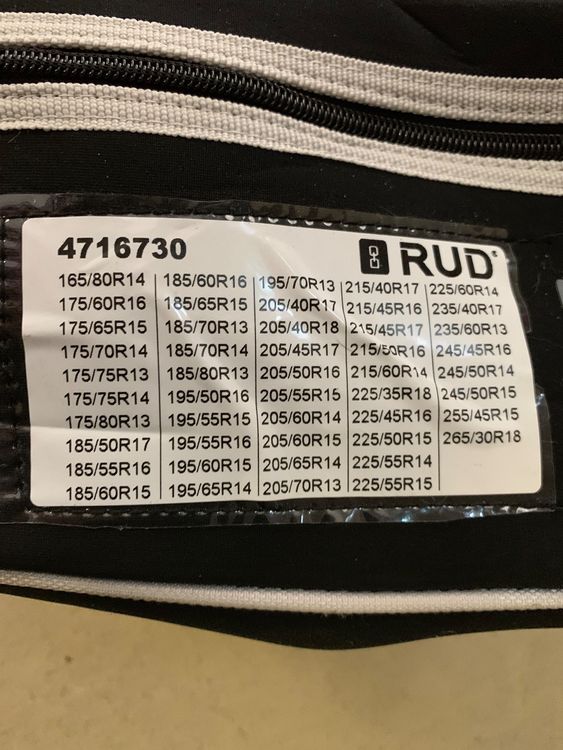 4716730 RUD
165/80R14 185/60R16 195/70R13 215/40R17 225/60R14
175/60R16 185/65R15 205/40R17 215/45R16 235/40R17
175/65R15 185/70R13 205/40R18 215/45R17 235/60R13
175/70R14 185/70R14 205/45R17 215/50R16 245/45R16
175/75R13 185/80R13 205/50R16 215/60R14 245/50R14
175/75R14 195/50R16 205/55R15 225/35R18 245/50R15
175/80R13 195/55R15 205/60R14 225/45R16 255/45R15
185/50R17 195/55R16 205/60R15 225/50R15 265/30R18
185/55R16 195/60R15 205/65R14 225/55R14
185/60R15 195/65R14 205/70R13 225/55R15